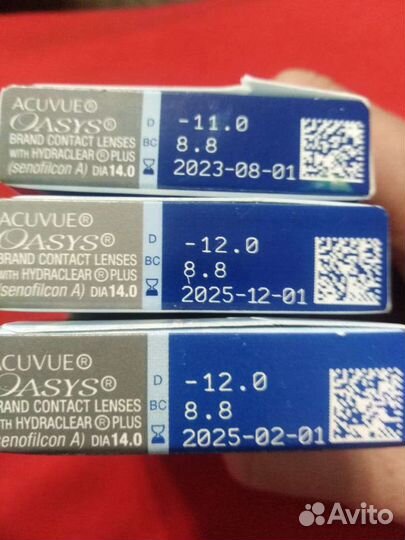 ACUVUE®
OASYS®
BRAND CONTACT LENSES
WITH HYDRACLEAR® PLUS
(senofilcon A) DIA 14.0
D -11.0
BC 8.8
2023-08-01
ACUVUE®
OASYS®
BRAND CONTACT LENSES
WITH HYDRACLEAR® PLUS
(senofilcon A) DIA 14.0
D -12.0
BC 8.8
2025-12-01
ACUVUE®
OASYS®
BRAND CONTACT LENSES
WITH HYDRACLEAR® PLUS
(senofilcon A) DIA 14.0
D -12.0
BC 8.8
2025-02-01
Avito